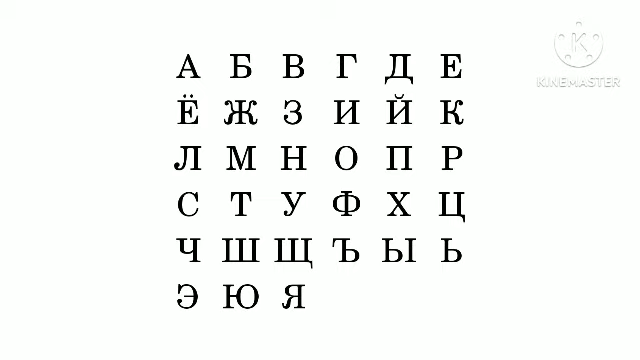 А Б В Г Д Е
Ё Ж З И Й К
Л М Н О П Р
С Т У Ф Х Ц
Ч Ш Щ Ъ Ы Ь
Э Ю Я
K
KINEMASTER